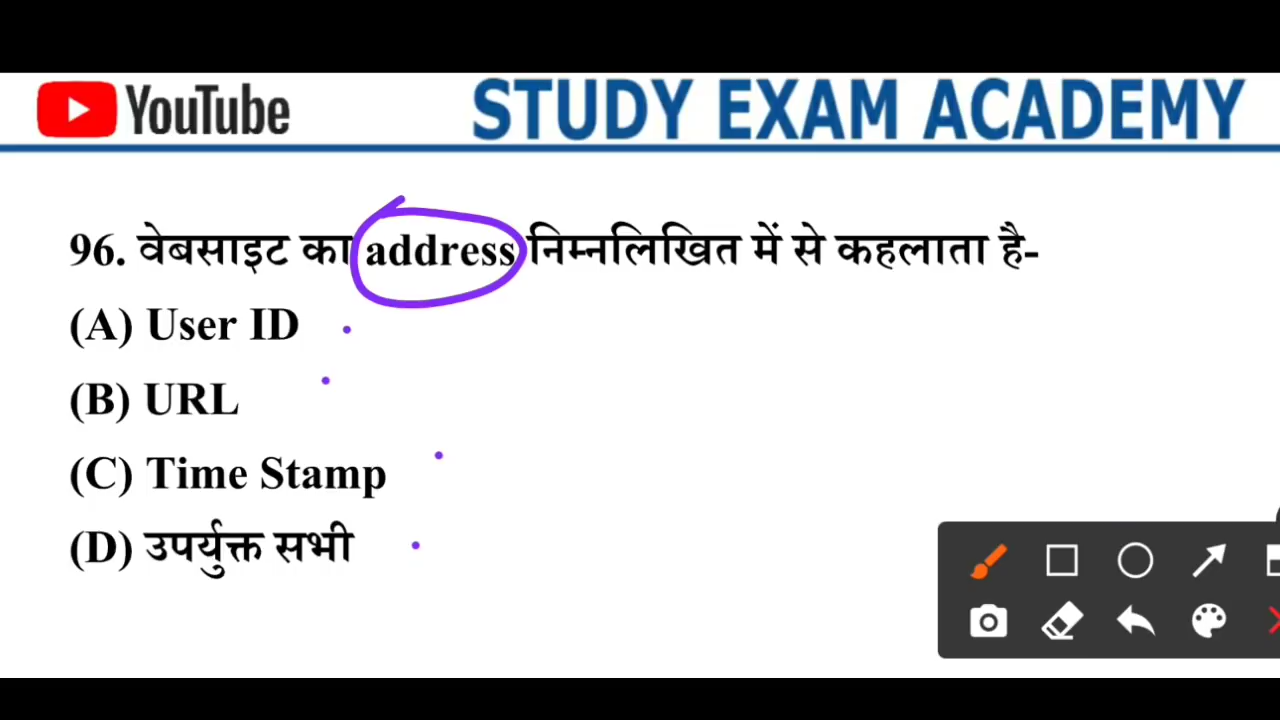 YouTube STUDY EXAM ACADEMY
96. वेबसाइट का address निम्नलिखित में से कहलाता है-
(A) User ID
(B) URL
(C) Time Stamp
(D) उपर्युक्त सभी